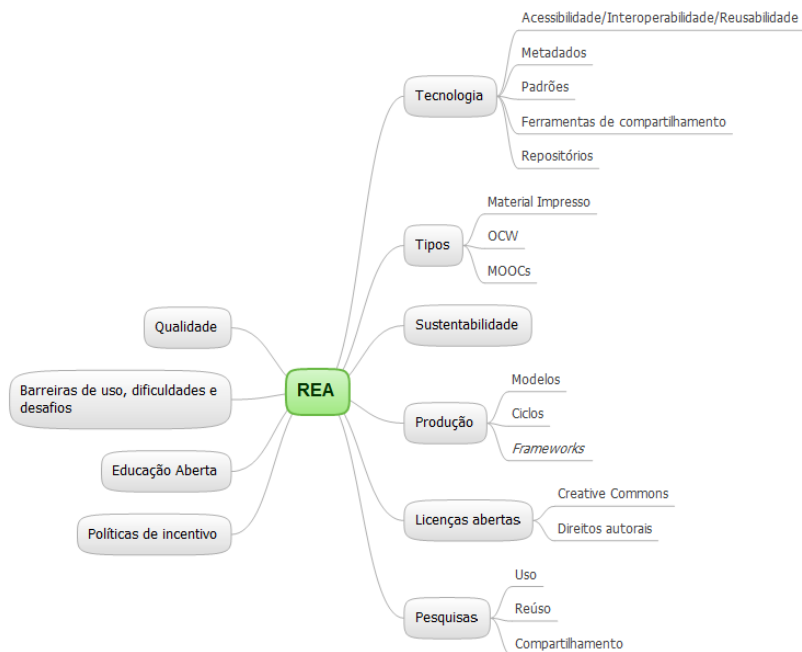 Acessibilidade/Interoperabilidade/Reusabilidade
Metadados
Tecnologia
Padrões
Ferramentas de compartilhamento
Repositórios
Material Impresso
Tipos
OCW
MOOCs
Qualidade
Sustentabilidade
Barreiras de uso, dificuldades e
desafios
REA
Modelos
Produção
Ciclos
Frameworks
Educação Aberta
Creative Commons
Licenças abertas
Direitos autorais
Políticas de incentivo
Uso
Pesquisas
Reúso
Compartilhamento